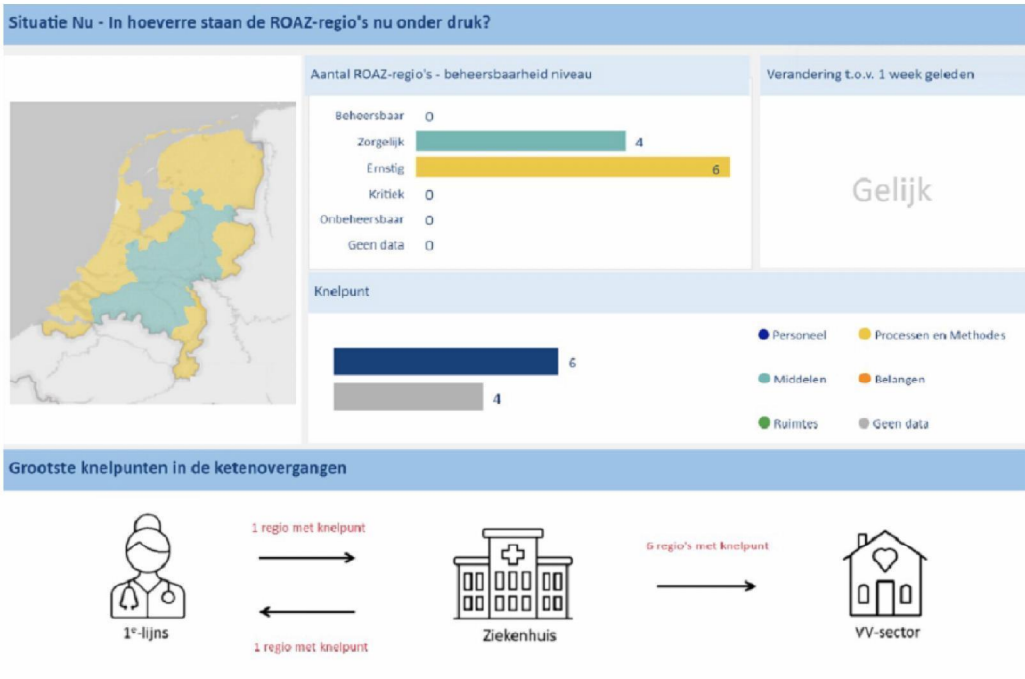 Situatie Nu - In hoeverre staan de ROAZ-regio's nu onder druk?
Aantal ROAZ-regio's - beheersbaarheid niveau
Beheersbaar 0
Zorgelijk 4
Ernstig 6
Kritiek 0
Onbeheersbaar 0
Geen data 0
Verandering t.o.v. 1 week geleden
Gelijk
Knelpunt
6
4
Personeel
Processen en Methodes
Middelen
Belangen
Ruimtes
Geen data
Grootste knelpunten in de ketenovergangen
1 regio met knelpunt
6 regio's met knelpunt
1e-lijns
Ziekenhuis
VV-sector
1 regio met knelpunt